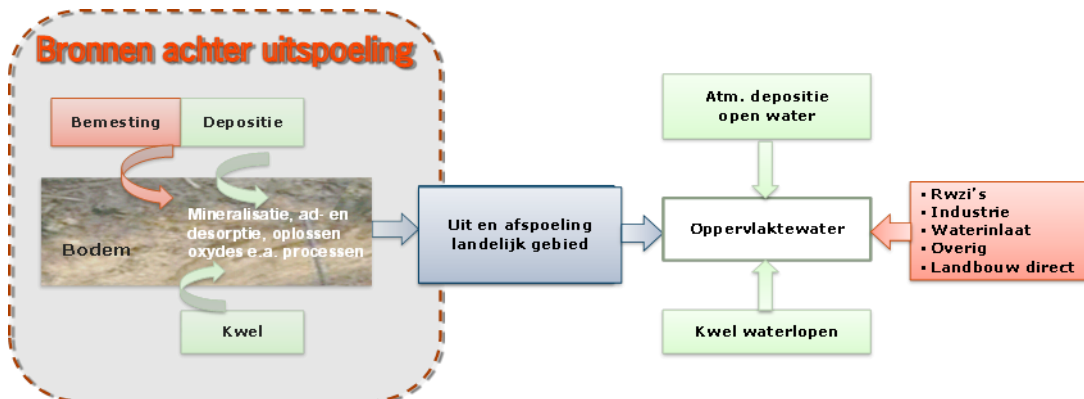 Bronnen achter uitspoeling
Bemesting
Depositie
Mineralisatie, ad- en
desorptie, oplossen
oxydes e.a. processen
Bodem
Kwel
Uit en afspoeling
landelijk gebied
Atm. depositie
open water
Oppervlaktewater
Kwel waterlopen
▪ Rwzi's
▪ Industrie
▪ Waterinlaat
▪ Overig
▪ Landbouw direct